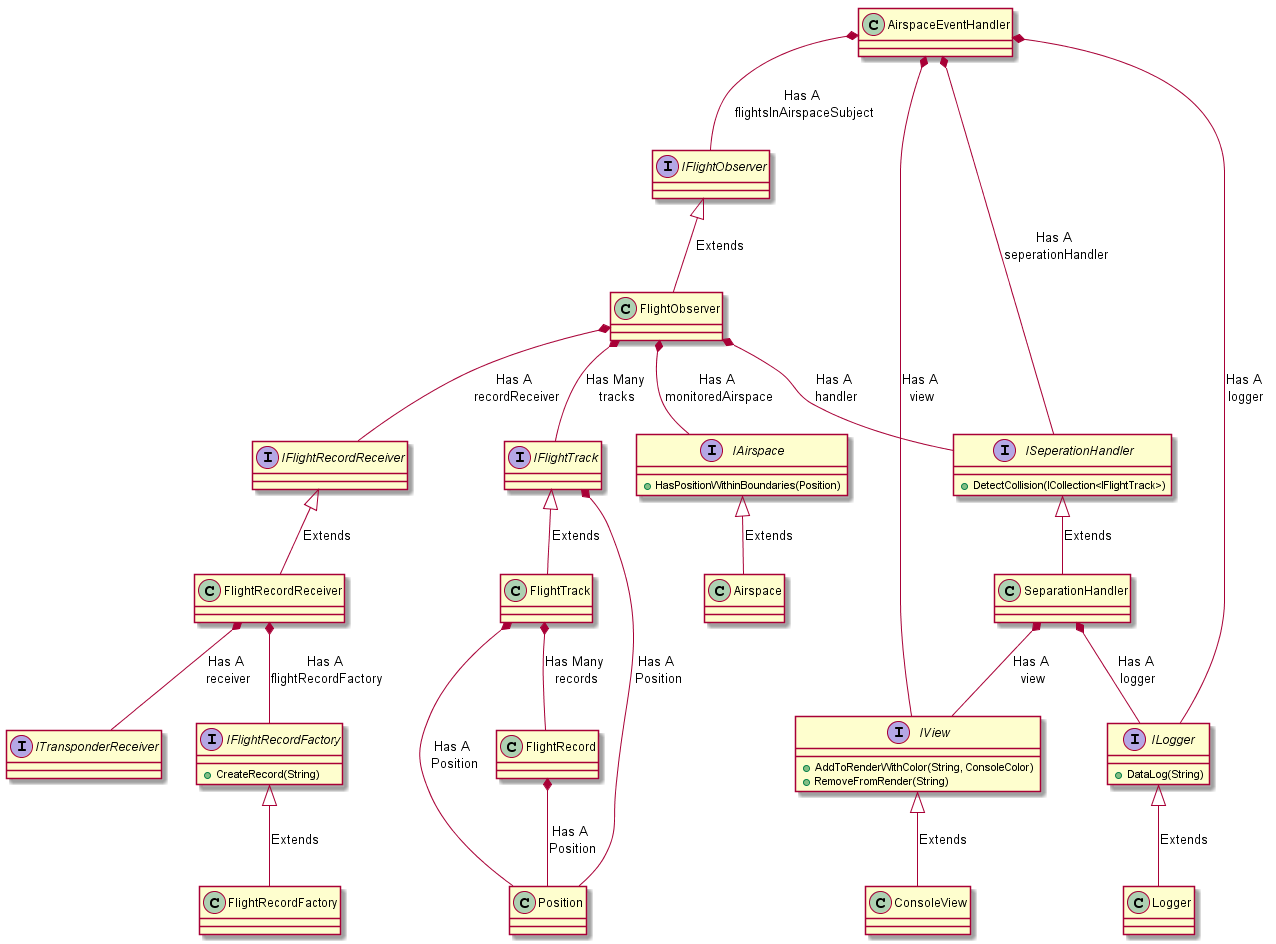 C AirspaceEventHandler
Has A
flightsInAirspaceSubject
I IFlightObserver
Has A
seperationHandler
Extends
C FlightObserver
Has A
recordReceiver
Has Many
tracks
Has A
monitoredAirspace
Has A
handler
Has A
view
Has A
logger
I IFlightRecordReceiver
I IFlightTrack
I IAirspace
HasPositionWithinBoundaries(Position)
I ISeperationHandler
DetectCollision(ICollection<IFlightTrack>)
Extends
Extends
Extends
Extends
C FlightRecordReceiver
C FlightTrack
C Airspace
C SeparationHandler
Has A
receiver
Has A
flightRecordFactory
Has Many
records
Has A
Position
Has A
view
Has A
logger
I ITransponderReceiver
I IFlightRecordFactory
CreateRecord(String)
Has A
Position
C FlightRecord
I IView
AddToRenderWithColor(String, ConsoleColor)
RemoveFromRender(String)
I ILogger
DataLog(String)
Extends
Has A
Position
Extends
Extends
C FlightRecordFactory
C Position
C ConsoleView
C Logger